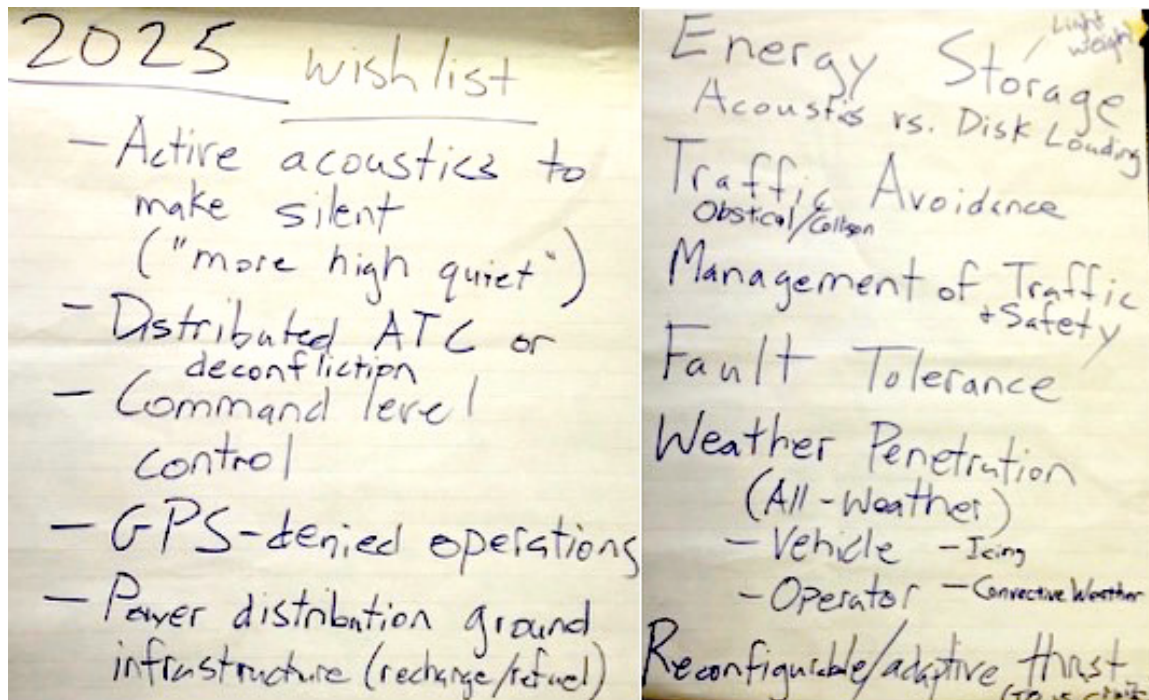 2025 wishlist
- Active acoustics to
make silent
("more high quiet")
- Distributed ATC or
deconfliction
- Command level
control
- GPS-denied operations
- Power distribution ground
infrastructure (recharge/refuel)
Light
Weight
Energy Storage
Acoustics vs. Disk Loading
Traffic Avoidance
Obstical/Collison
Management of Traffic
+ Safety
Fault Tolerance
Weather Penetration
(All-Weather)
- Vehicle - Icing
- Operator - Convective Weather
Reconfigurable/adaptive thrust